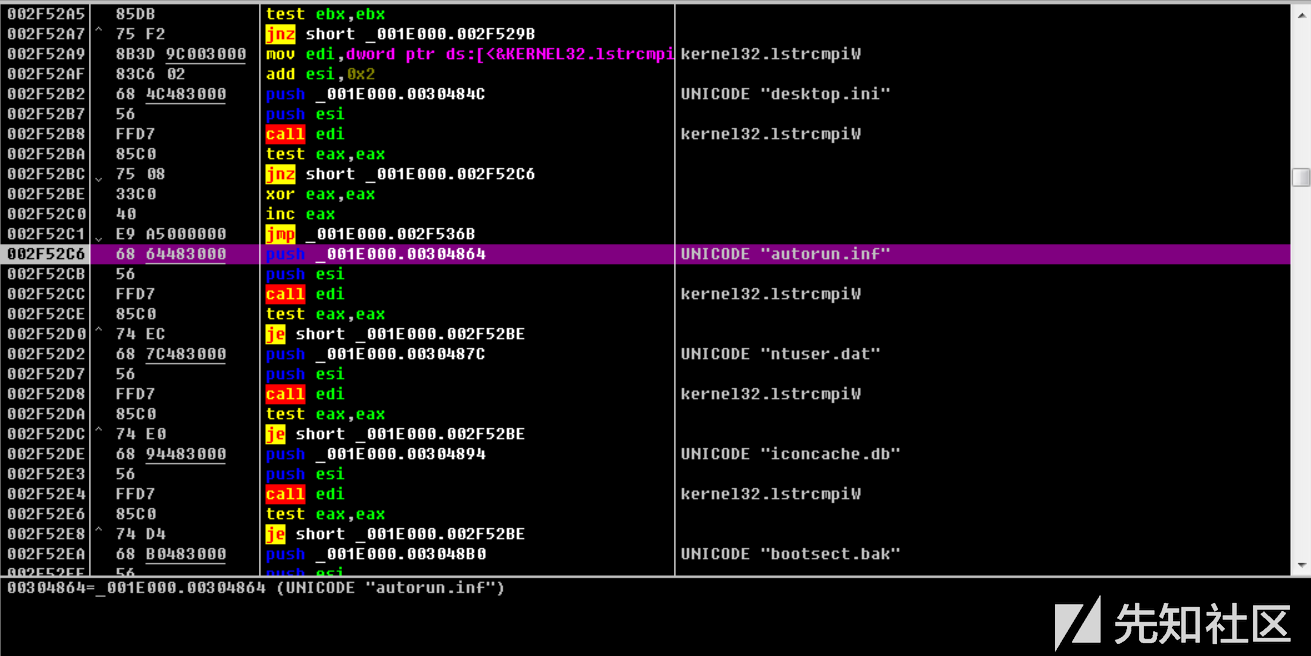 002F52A5 85DB test ebx,ebx
002F52A7 ^ 75 F2 jnz short _001E000.002F529B
002F52A9 8B3D 9C003000 mov edi,dword ptr ds:[<&KERNEL32.lstrcmpi kernel32.lstrcmpiW
002F52AF 83C6 02 add esi,0x2
002F52B2 68 4C483000 push _001E000.0030484C UNICODE "desktop.ini"
002F52B7 56 push esi
002F52B8 FFD7 call edi kernel32.lstrcmpiW
002F52BA 85C0 test eax,eax
002F52BC 75 08 jnz short _001E000.002F52C6
002F52BE 33C0 xor eax,eax
002F52C0 40 inc eax
002F52C1 E9 A5000000 jmp _001E000.002F536B
002F52C6 68 64483000 push _001E000.00304864 UNICODE "autorun.inf"
002F52CB 56 push esi
002F52CC FFD7 call edi kernel32.lstrcmpiW
002F52CE 85C0 test eax,eax
002F52D0 ^ 74 EC je short _001E000.002F52BE
002F52D2 68 7C483000 push _001E000.0030487C UNICODE "ntuser.dat"
002F52D7 56 push esi
002F52D8 FFD7 call edi kernel32.lstrcmpiW
002F52DA 85C0 test eax,eax
002F52DC ^ 74 E0 je short _001E000.002F52BE
002F52DE 68 94483000 push _001E000.00304894 UNICODE "iconcache.db"
002F52E3 56 push esi
002F52E4 FFD7 call edi kernel32.lstrcmpiW
002F52E6 85C0 test eax,eax
002F52E8 ^ 74 D4 je short _001E000.002F52BE
002F52EA 68 B0483000 push _001E000.003048B0 UNICODE "bootsect.bak"
002F52EF 56 push esi
00304864=_001E000.00304864 (UNICODE "autorun.inf")
先知社区